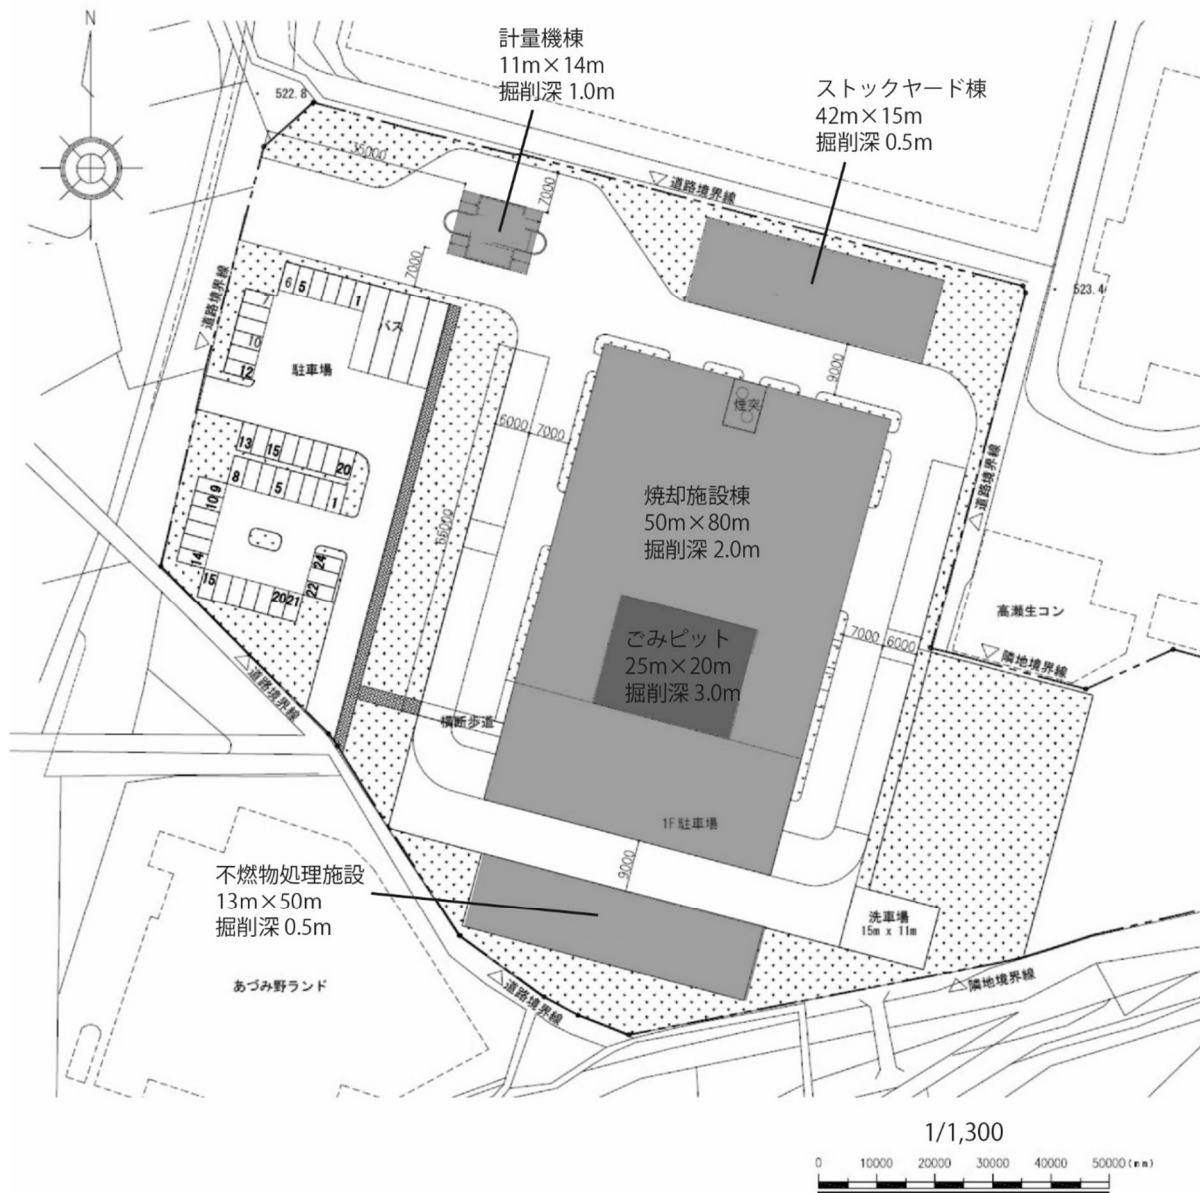 N
計量機棟
11m×14m
掘削深 1.0m
ストックヤード棟
42m×15m
掘削深 0.5m
522.8
35000
7000
道路境界線
7000
523.4
道路境界線
6
5
1
7
バス
10
駐車場
12
9000
煙突
6000
7000
13
15
20
8
5
1
9
10
道路境界線
焼却施設棟
50m×80m
掘削深 2.0m
14
24
15
20
21
22
高瀬生コン
ごみピット
25m×20m
掘削深 3.0m
7000
6000
隣地境界線
道路境界線
横断歩道
1F駐車場
9000
不燃物処理施設
13m×50m
掘削深 0.5m
洗車場
15m x 11m
あづみ野ランド
道路境界線
隣地境界線
1/1,300
0 10000 20000 30000 40000 50000(mm)